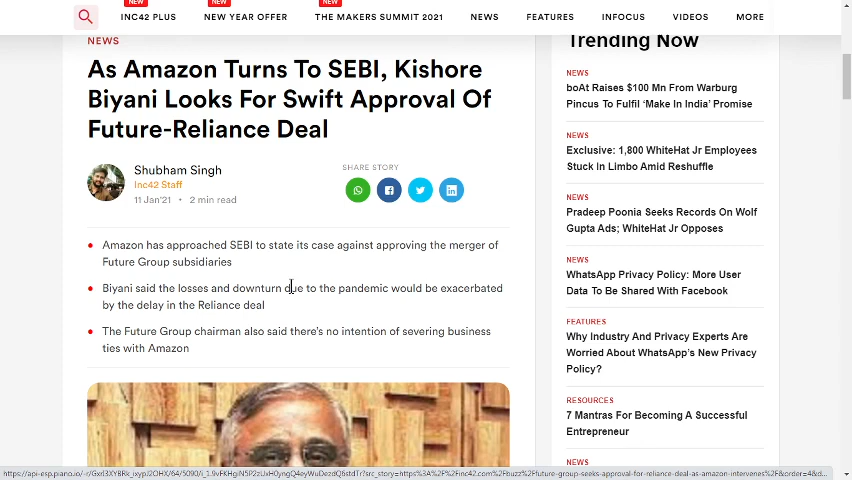 NEW
NEW
NEW
INC42 PLUS
NEW YEAR OFFER
THE MAKERS SUMMIT 2021
NEWS
FEATURES
INFOCUS
VIDEOS
MORE
NEWS
As Amazon Turns To SEBI, Kishore
Biyani Looks For Swift Approval Of
Future-Reliance Deal
Shubham Singh
Inc42 Staff
11 Jan'21 • 2 min read
SHARE STORY
Amazon has approached SEBI to state its case against approving the merger of
Future Group subsidiaries
Biyani said the losses and downturn due to the pandemic would be exacerbated
by the delay in the Reliance deal
The Future Group chairman also said there's no intention of severing business
ties with Amazon
Trending Now
NEWS
boAt Raises $100 Mn From Warburg
Pincus To Fulfil 'Make In India' Promise
NEWS
Exclusive: 1,800 WhiteHat Jr Employees
Stuck In Limbo Amid Reshuffle
NEWS
Pradeep Poonia Seeks Records On Wolf
Gupta Ads; WhiteHat Jr Opposes
NEWS
WhatsApp Privacy Policy: More User
Data To Be Shared With Facebook
FEATURES
Why Industry And Privacy Experts Are
Worried About WhatsApp's New Privacy
Policy?
RESOURCES
7 Mantras For Becoming A Successful
Entrepreneur
NEWS